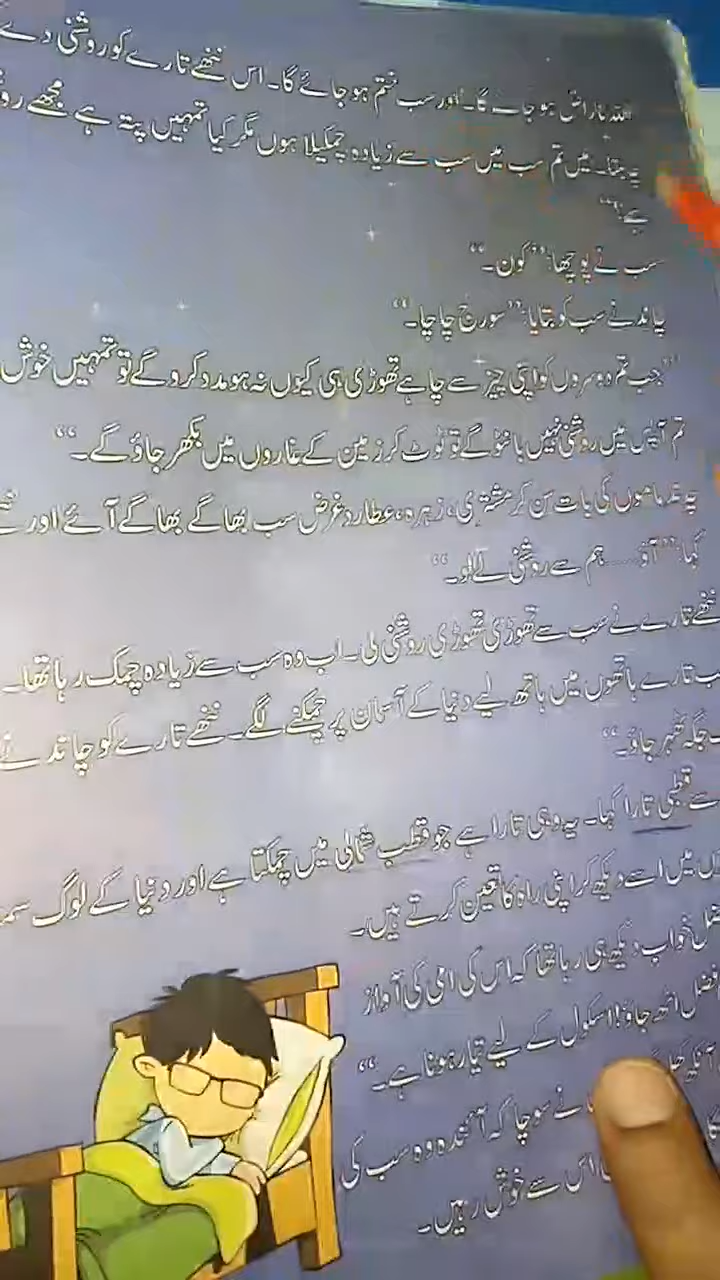 اللہ ناراض ہو جائے گا۔ اور سب ختم ہو جائے گا۔ اس ننھے تارے کو روشنی دے
میں تم سب میں سب سے زیادہ چمکیلا ہوں مگر کیا تمہیں پتہ ہے مجھے
ہے؟“
سب نے پوچھا: ”کون۔“
چاند نے سب کو بتایا: ”سورج چاچا۔“
”جب تم دوسروں کو اپنی چیز سے چاہے تھوڑی ہی کیوں نہ ہو مدد کرو گے تو تمہیں خوش
تم آپس میں روشنی نہیں بانٹو گے تو ٹوٹ کر زمین کے غاروں میں بکھر جاؤ گے۔“
کی بات سن کر مشتری، زہرہ، عطارد غرض سب بھاگے بھاگے آئے اور
کہا: ”آؤ..... ہم سے روشنی لے لو۔“
ننھے تارے نے سب سے تھوڑی تھوڑی روشنی لی۔ اب وہ سب سے زیادہ چمک رہا تھا۔
تارے ہاتھوں میں ہاتھ لیے دنیا کے آسمان پر چمکنے لگے۔ ننھے تارے کو چاند نے
جگہ ٹھہر جاؤ۔“
سے قطبی تارا کہا۔ یہ وہی تارا ہے جو قطب شمالی میں چمکتا ہے اور دنیا کے لوگ
میں اسے دیکھ کر اپنی راہ کا تعین کرتے ہیں۔
خواب دیکھ ہی رہا تھا کہ اس کی امی کی آواز
فضل اٹھ جاؤ! اسکول کے لیے تیار ہونا ہے۔“
آنکھ
نے سوچا کہ آئندہ وہ سب کی
اس سے خوش رہیں۔